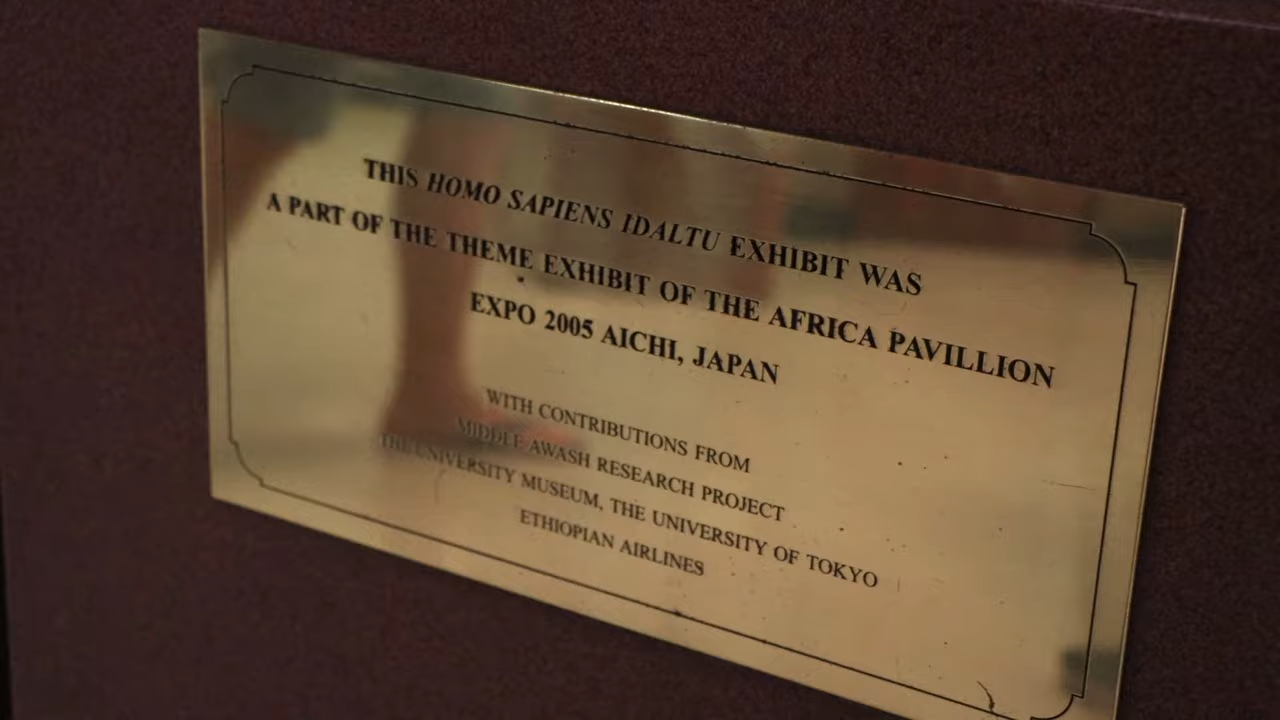 THIS HOMO SAPIENS IDALTU EXHIBIT WAS
A PART OF THE THEME EXHIBIT OF THE AFRICA PAVILLION
EXPO 2005 AICHI, JAPAN
WITH CONTRIBUTIONS FROM
MIDDLE AWASH RESEARCH PROJECT
THE UNIVERSITY MUSEUM, THE UNIVERSITY OF TOKYO
ETHIOPIAN AIRLINES